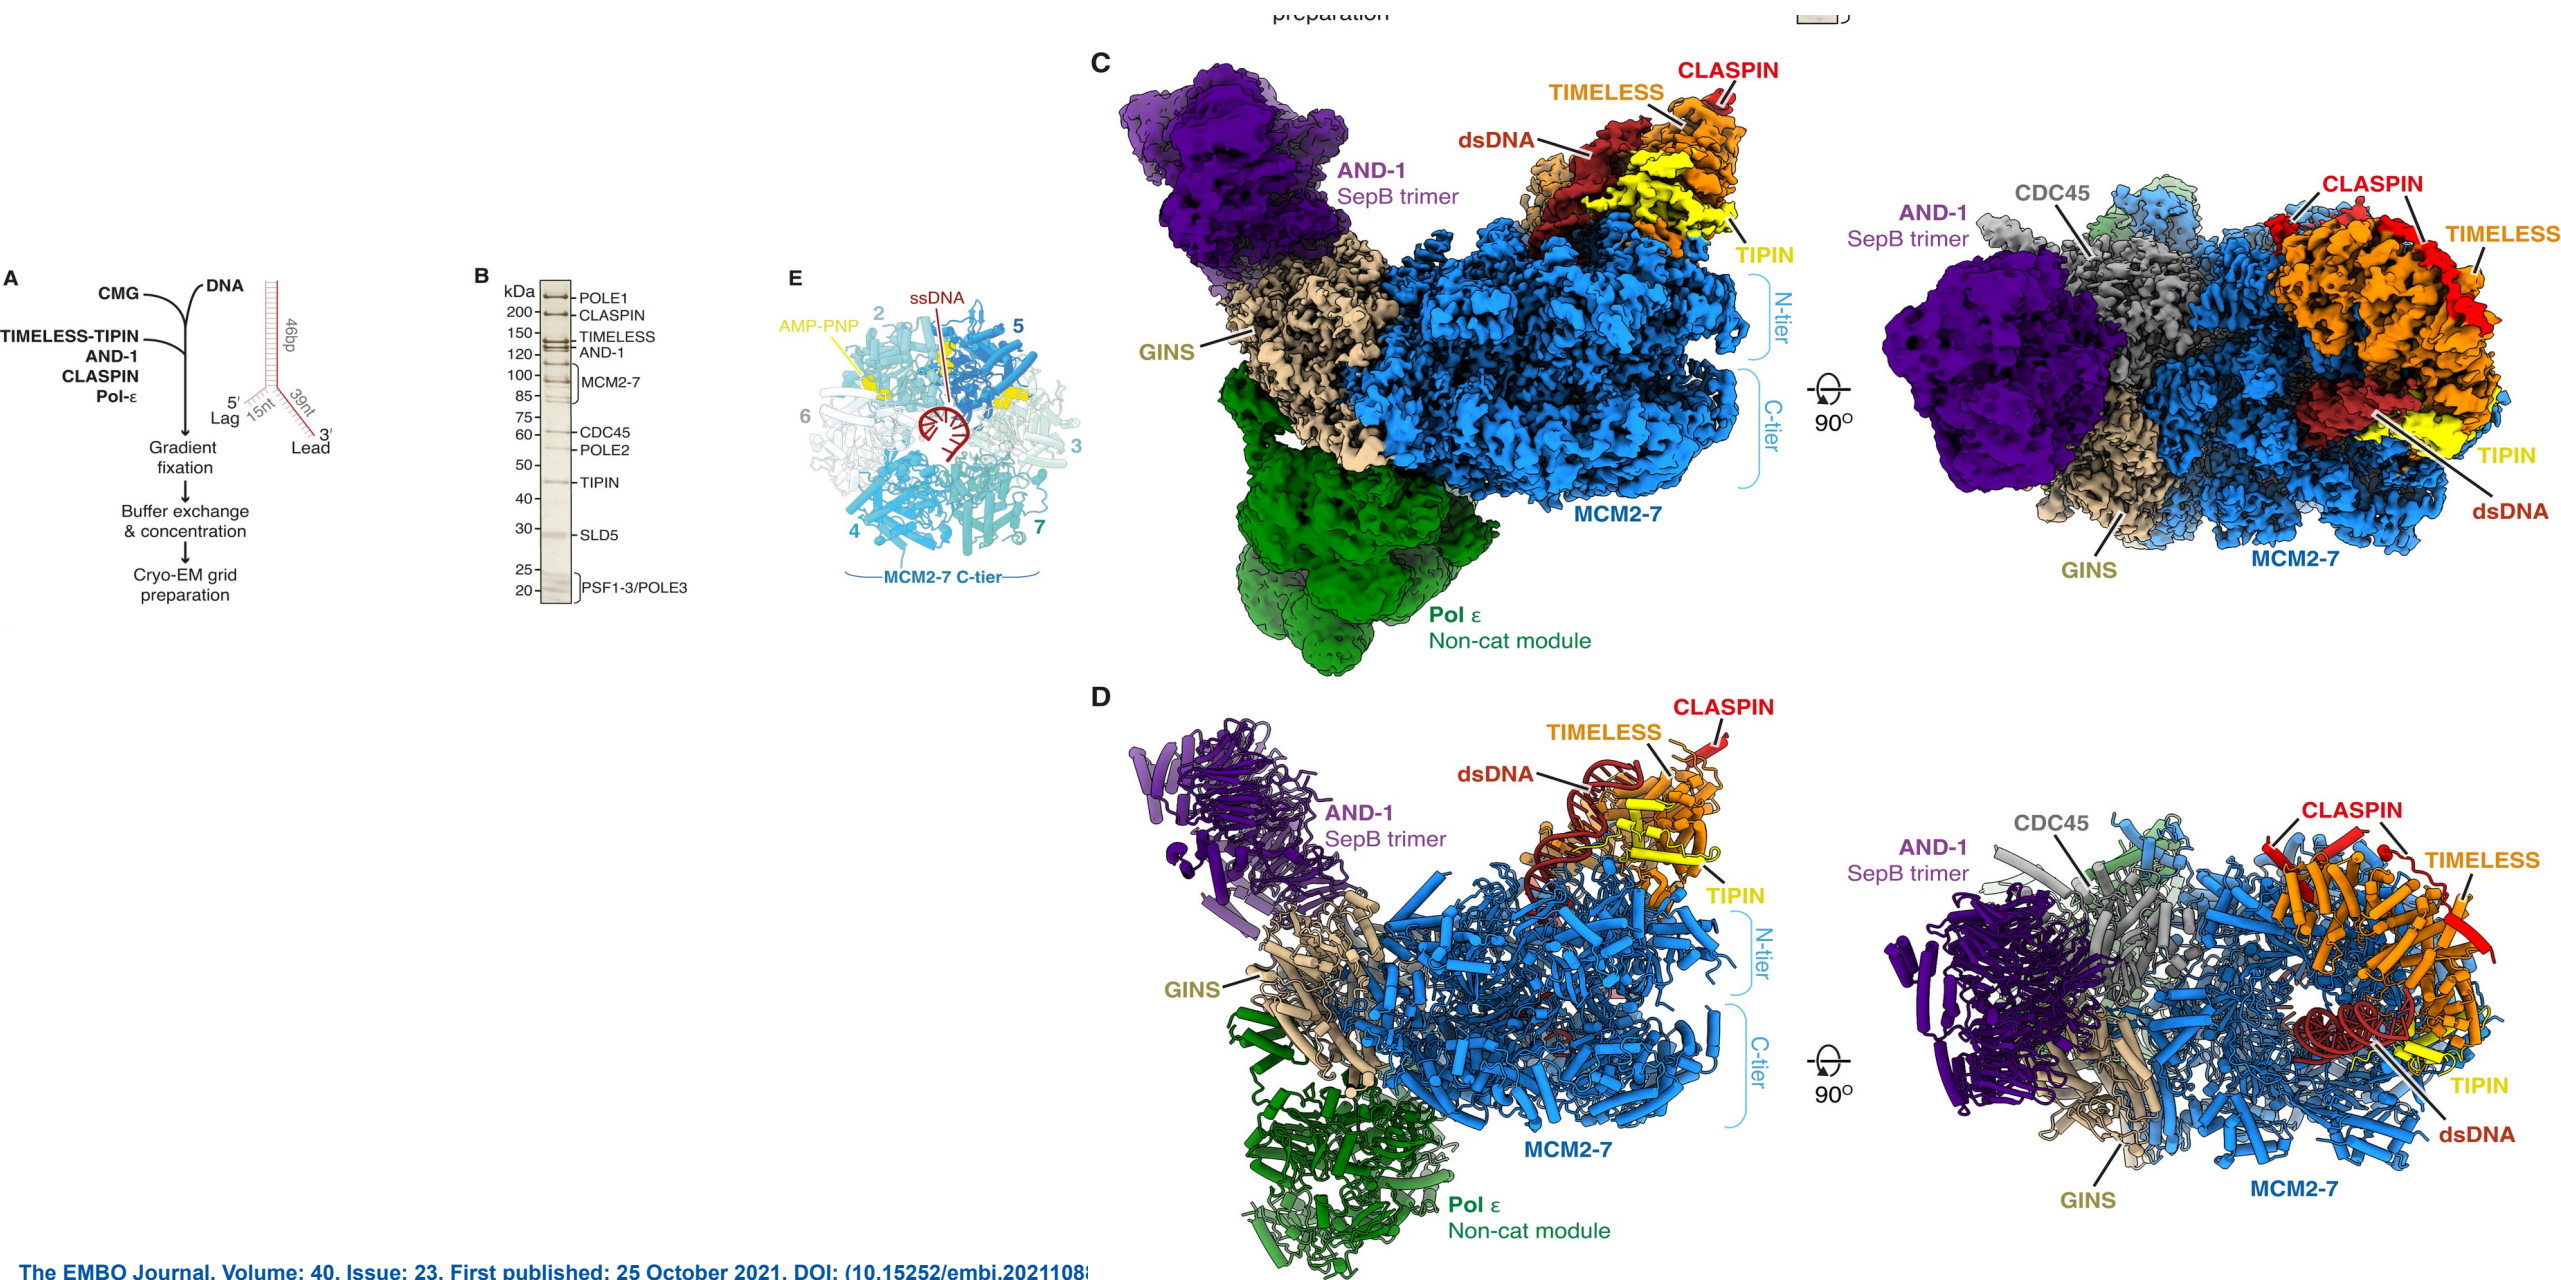 A
CMG
DNA
TIMELESS-TIPIN
AND-1
CLASPIN
Pol-ε
46bp
5′
Lag
15nt
39nt
3′
Lead
Gradient
fixation
Buffer exchange
& concentration
Cryo-EM grid
preparation
B
kDa
200
150
120
100
85
75
60
50
40
30
25
20
POLE1
CLASPIN
TIMELESS
AND-1
MCM2-7
CDC45
POLE2
TIPIN
SLD5
PSF1-3/POLE3
E
ssDNA
AMP-PNP
2
5
6
3
4
7
MCM2-7 C-tier
preparation
C
CLASPIN
TIMELESS
dsDNA
AND-1
SepB trimer
TIPIN
GINS
N-tier
C-tier
MCM2-7
Pol ε
Non-cat module
90O
CLASPIN
CDC45
AND-1
SepB trimer
TIMELESS
TIPIN
dsDNA
MCM2-7
GINS
D
CLASPIN
TIMELESS
dsDNA
AND-1
SepB trimer
TIPIN
GINS
N-tier
C-tier
MCM2-7
Pol ε
Non-cat module
90O
CLASPIN
CDC45
AND-1
SepB trimer
TIMELESS
TIPIN
dsDNA
MCM2-7
GINS
The EMBO Journal, Volume: 40, Issue: 23, First published: 25 October 2021, DOI: